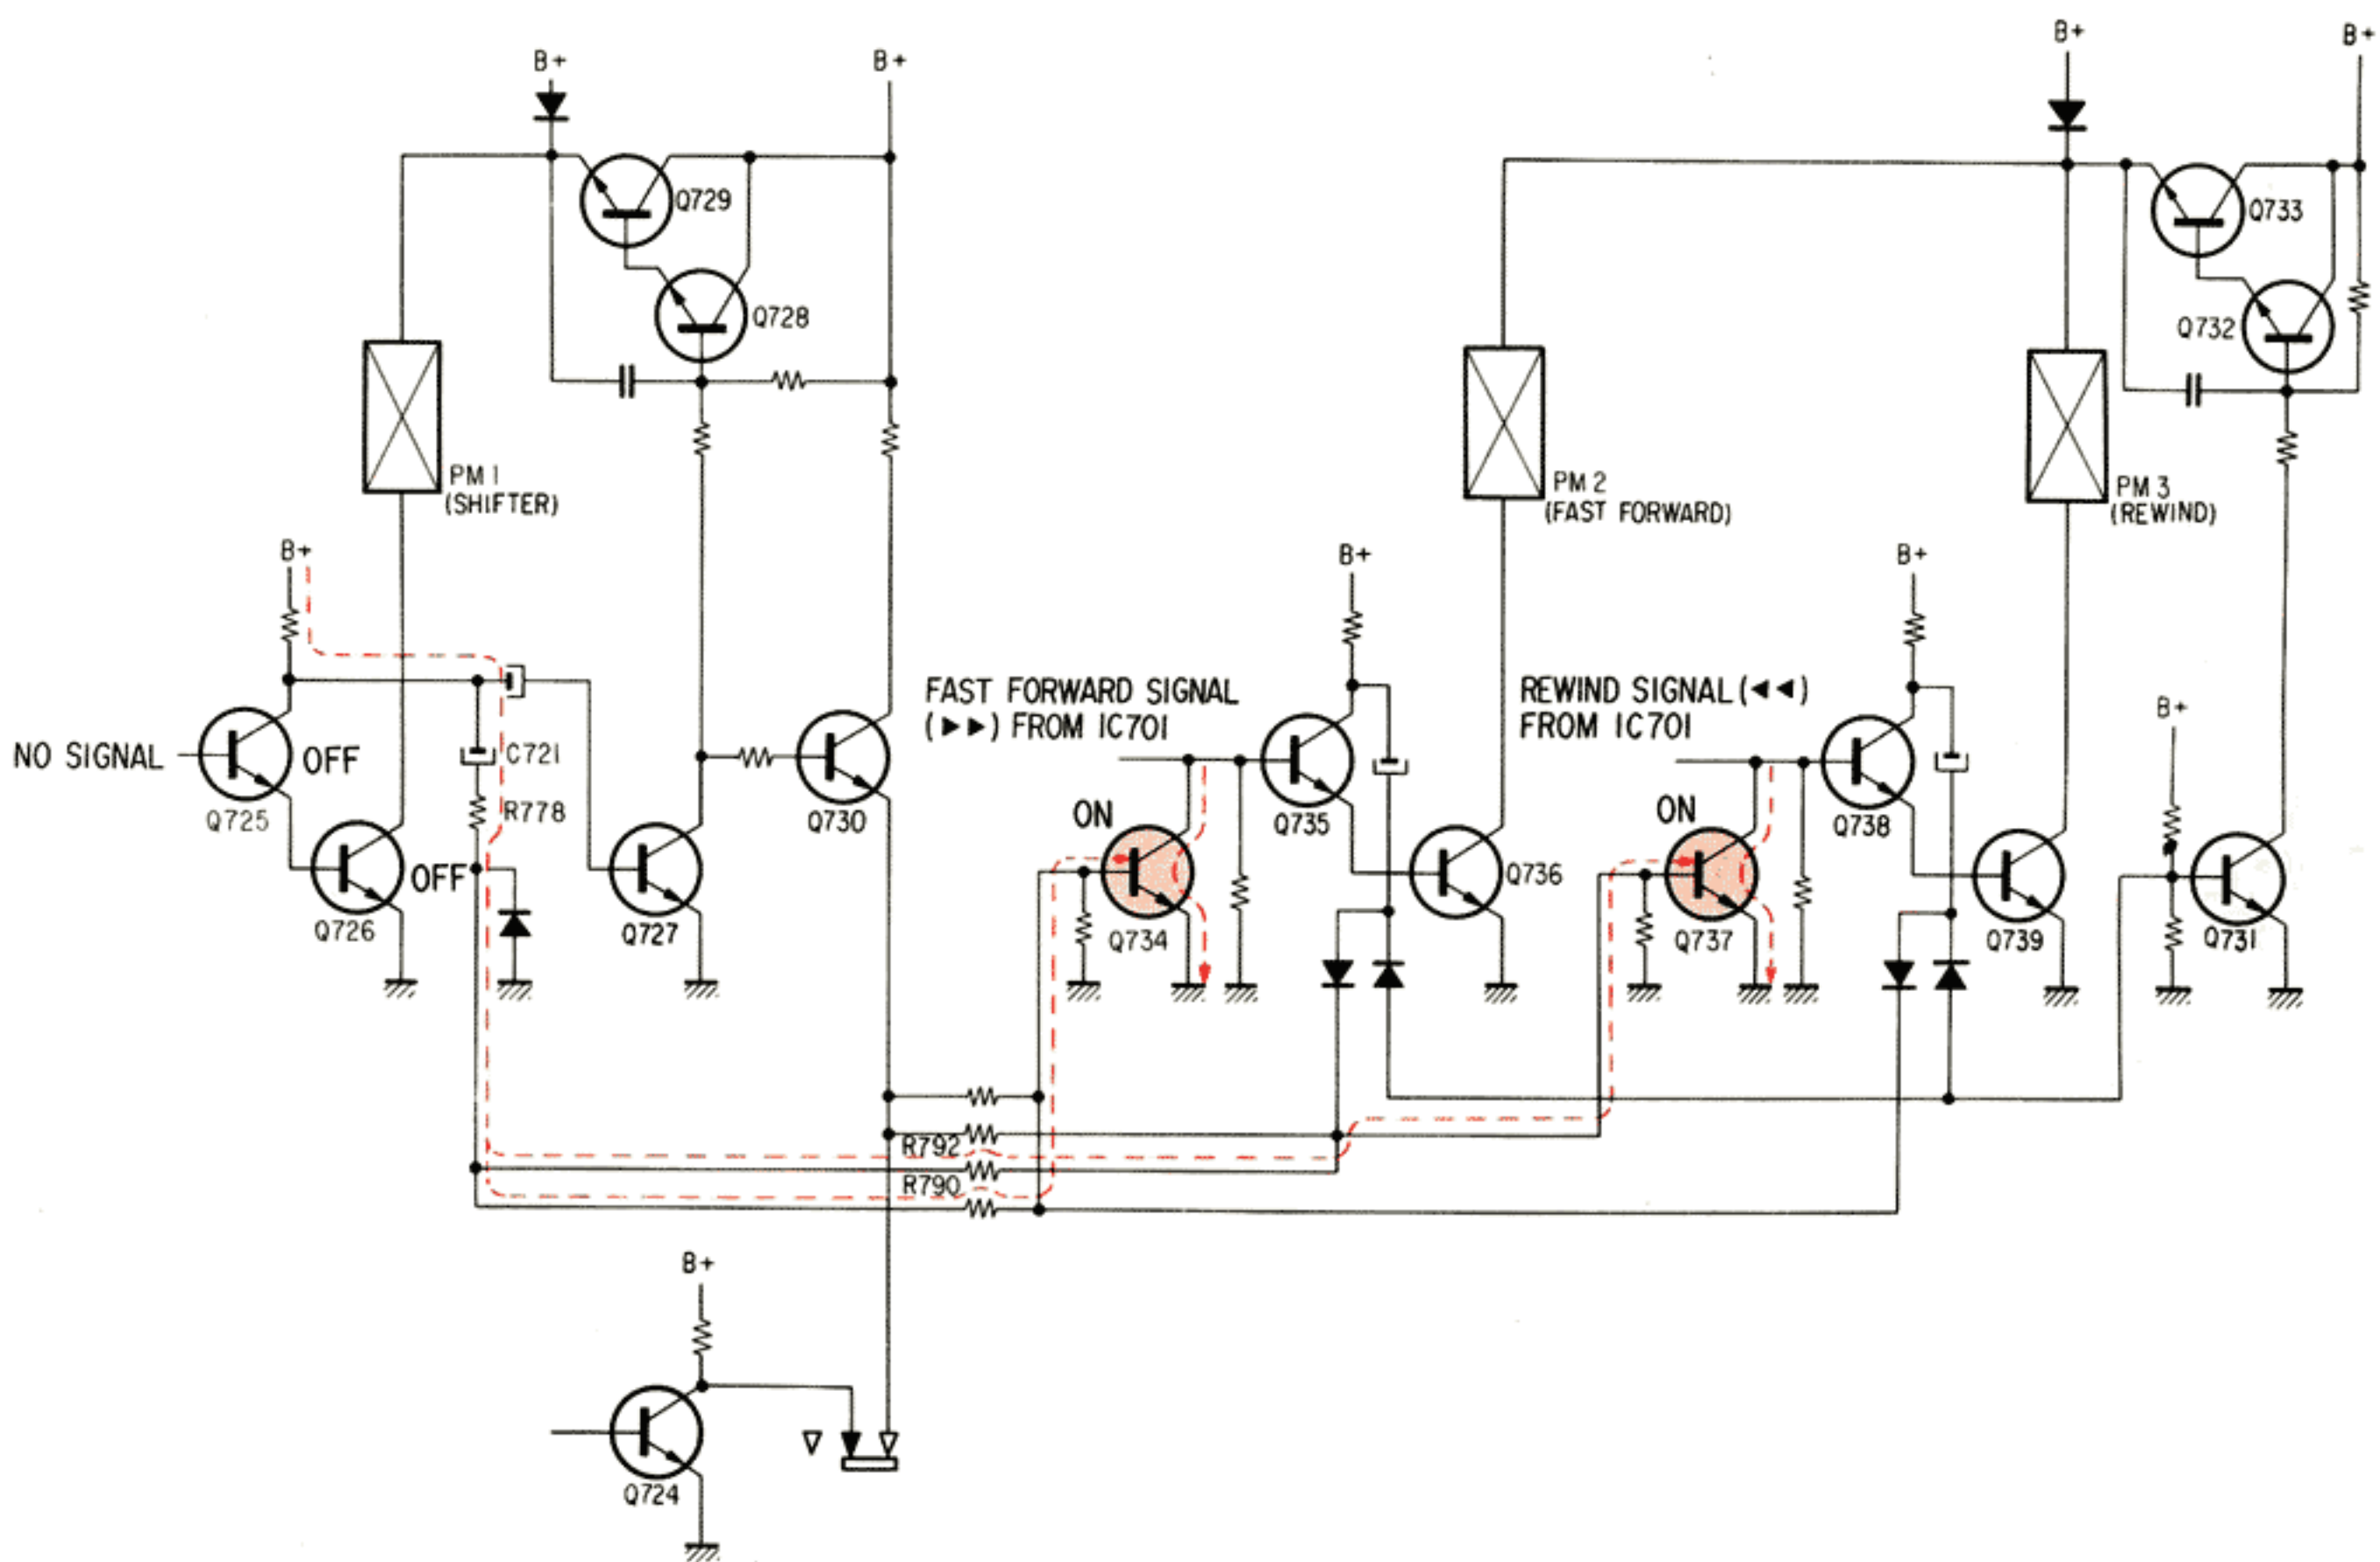 B+
B+
B+
B+
Q729
Q728
Q733
Q732
PM 1
(SHIFTER)
PM 2
(FAST FORWARD)
PM 3
(REWIND)
B+
B+
B+
B+
FAST FORWARD SIGNAL
(▶▶) FROM IC701
REWIND SIGNAL (◀◀)
FROM IC701
NO SIGNAL
OFF
C721
R778
Q725
Q730
Q735
Q738
ON
ON
OFF
Q726
Q727
Q734
Q736
Q737
Q739
Q731
R792
R790
B+
Q724